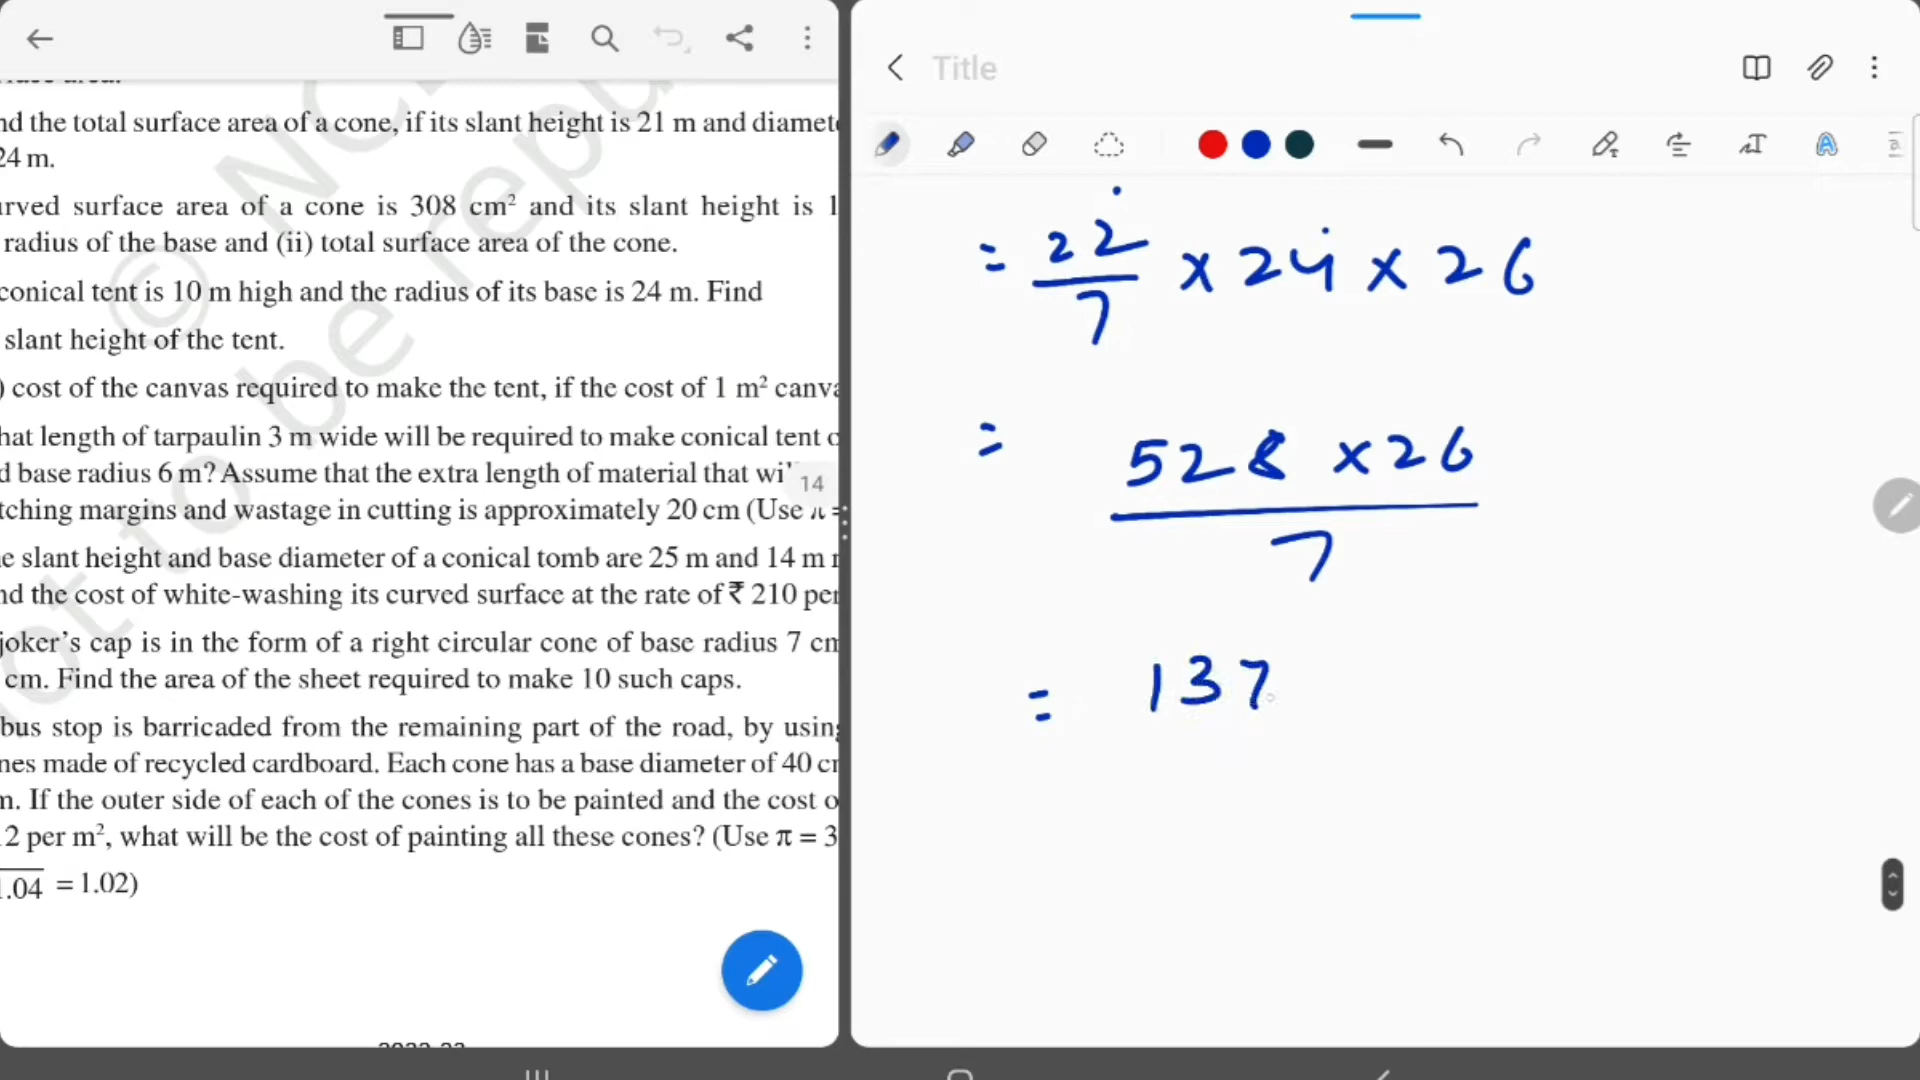 Title
nd the total surface area of a cone, if its slant height is 21 m and diamet
24 m.
rved surface area of a cone is 308 cm² and its slant height is 1
radius of the base and (ii) total surface area of the cone.
conical tent is 10 m high and the radius of its base is 24 m. Find
slant height of the tent.
) cost of the canvas required to make the tent, if the cost of 1 m² canva
hat length of tarpaulin 3 m wide will be required to make conical tent o
d base radius 6 m? Assume that the extra length of material that wi
14
tching margins and wastage in cutting is approximately 20 cm (Use π =
e slant height and base diameter of a conical tomb are 25 m and 14 m r
nd the cost of white-washing its curved surface at the rate of ₹ 210 per
joker's cap is in the form of a right circular cone of base radius 7 cm
cm. Find the area of the sheet required to make 10 such caps.
bus stop is barricaded from the remaining part of the road, by using
nes made of recycled cardboard. Each cone has a base diameter of 40 cm
m. If the outer side of each of the cones is to be painted and the cost o
12 per m², what will be the cost of painting all these cones? (Use π = 3
1.04 = 1.02)
= 22/7 × 24 × 26
= 528 × 26
7
= 137